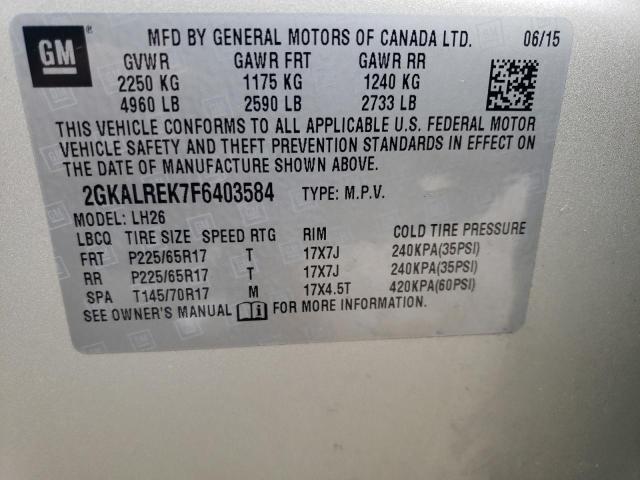 GM MFD BY GENERAL MOTORS OF CANADA LTD. 06/15
GVWR GAWR FRT GAWR RR
2250 KG 1175 KG 1240 KG
4960 LB 2590 LB 2733 LB
THIS VEHICLE CONFORMS TO ALL APPLICABLE U.S. FEDERAL MOTOR
VEHICLE SAFETY AND THEFT PREVENTION STANDARDS IN EFFECT ON
THE DATE OF MANUFACTURE SHOWN ABOVE.
2GKALREK7F6403584 TYPE: M.P.V.
MODEL: LH26
LBCQ TIRE SIZE SPEED RTG RIM COLD TIRE PRESSURE
FRT P225/65R17 T 17X7J 240KPA(35PSI)
RR P225/65R17 T 17X7J 240KPA(35PSI)
SPA T145/70R17 M 17X4.5T 420KPA(60PSI)
SEE OWNER'S MANUAL FOR MORE INFORMATION.